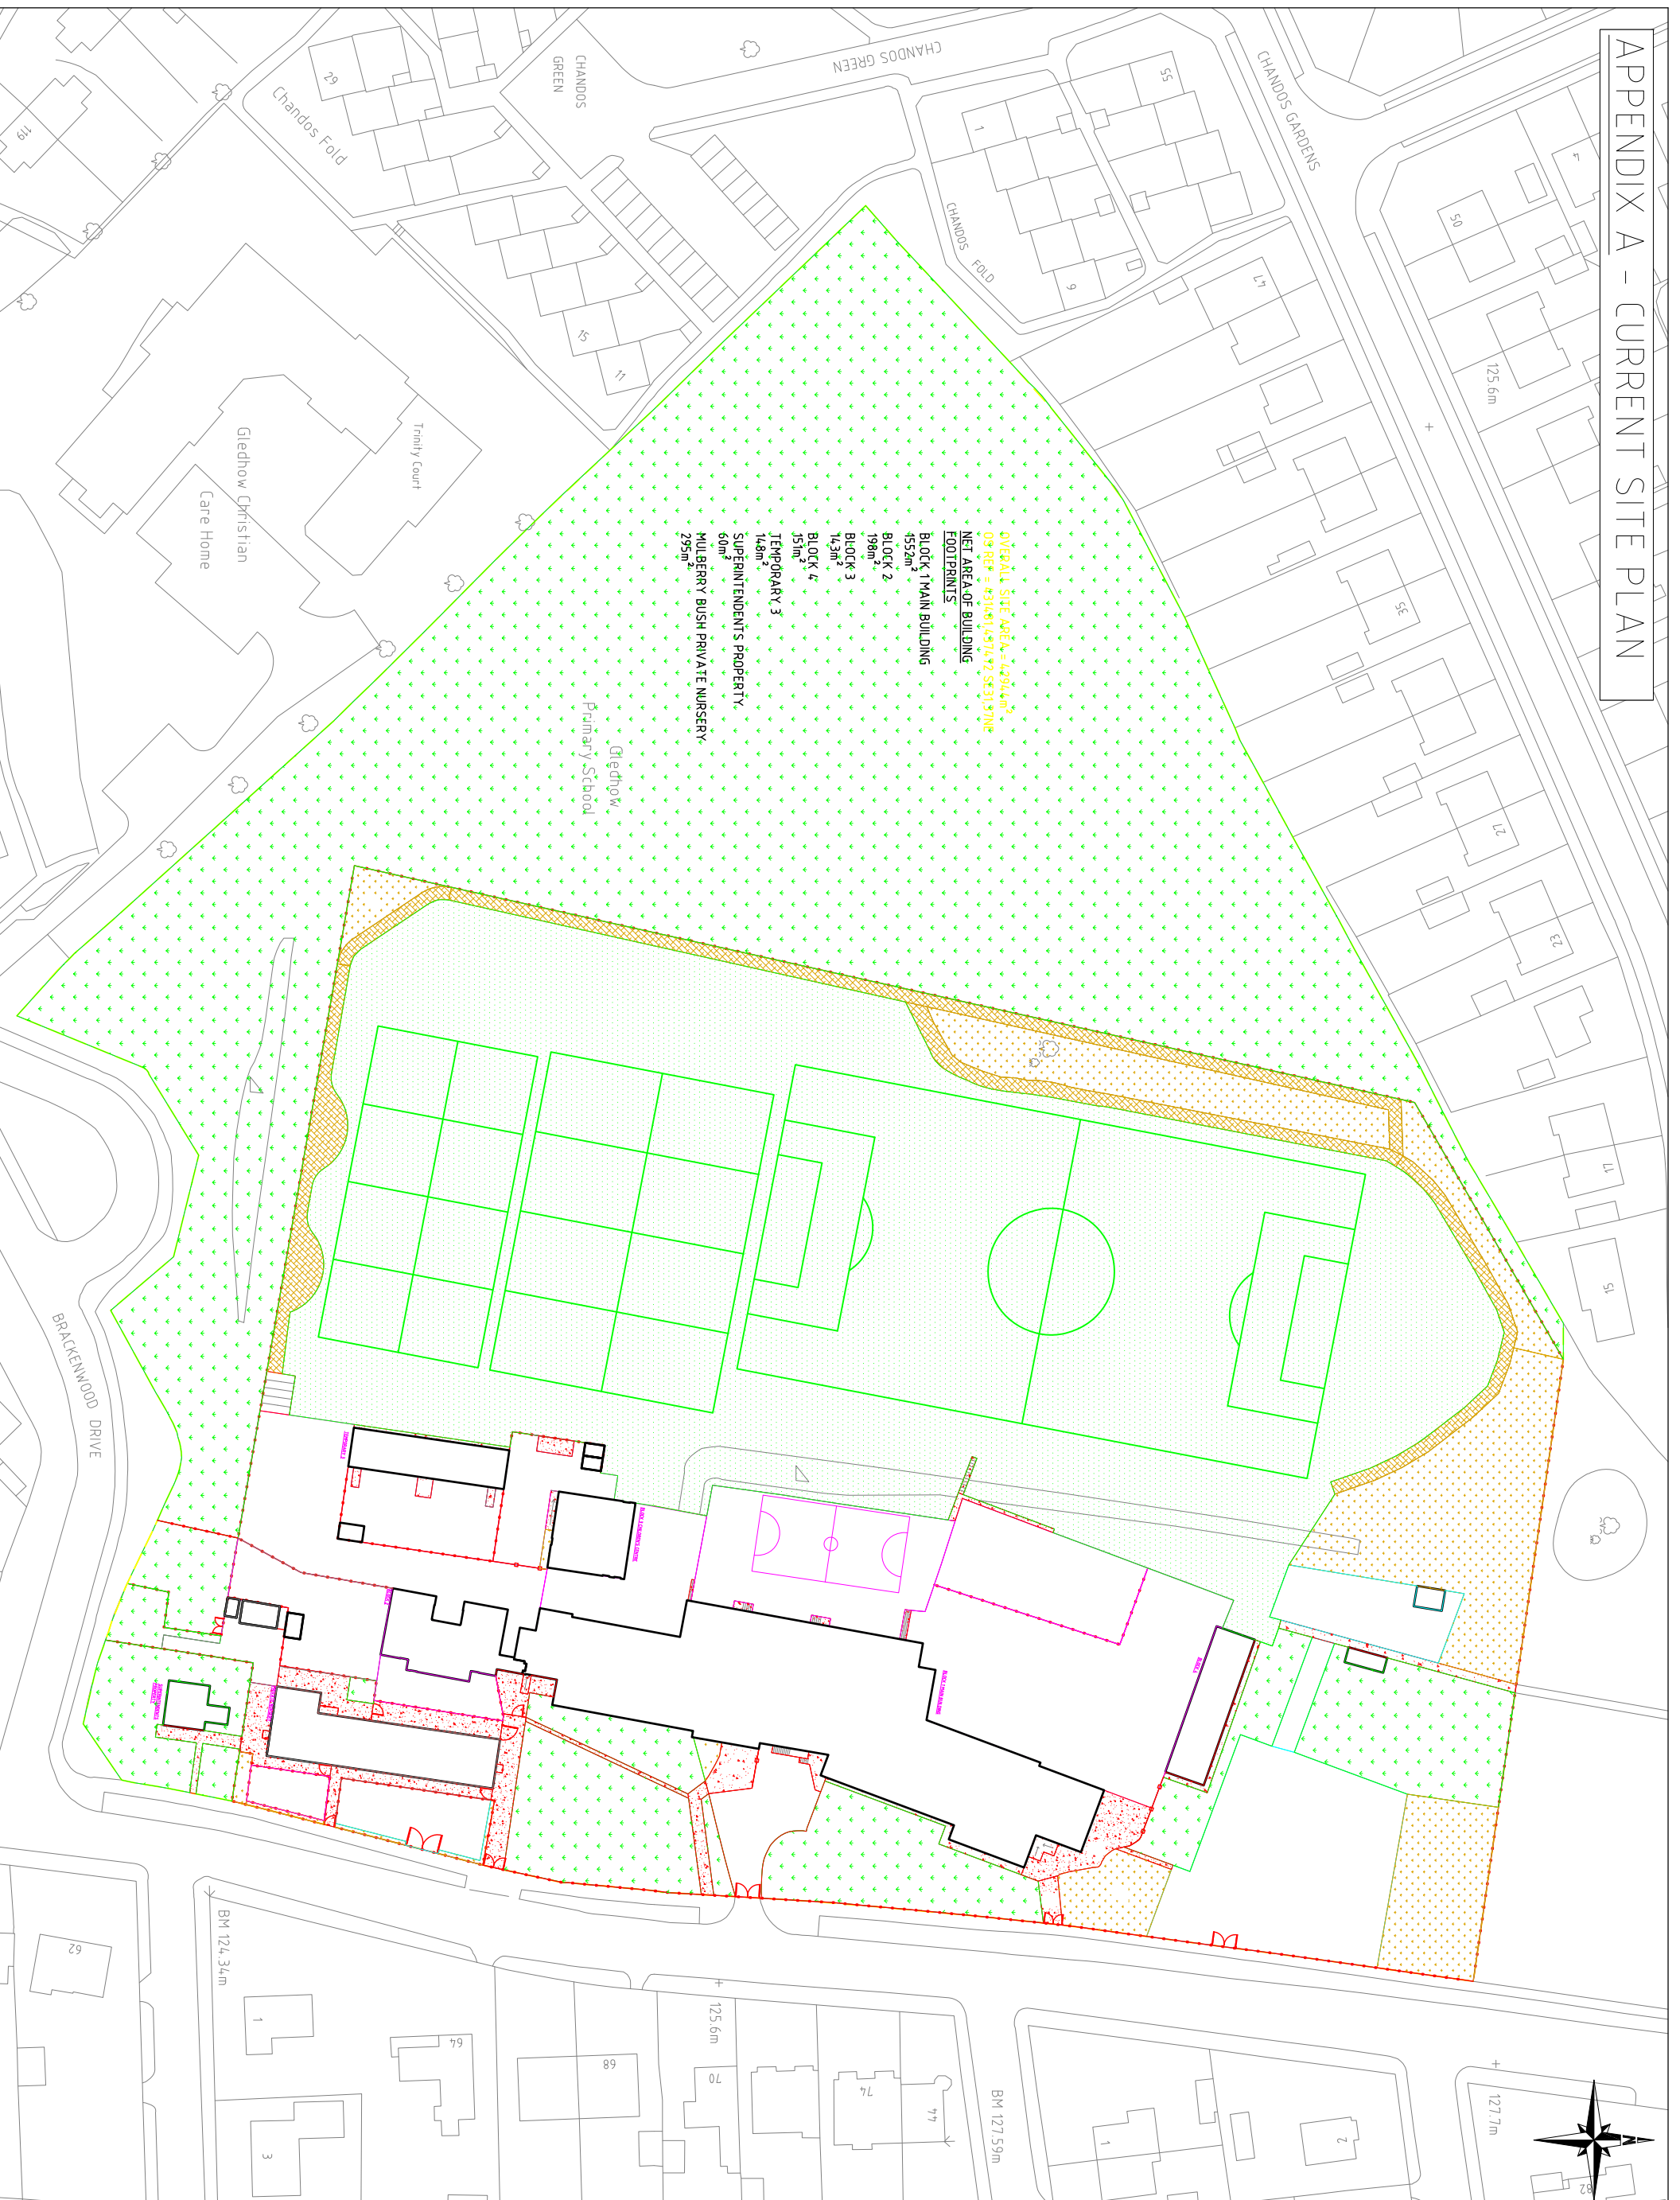 APPENDIX A - CURRENT SITE PLAN
NET AREA OF BUILDING
FOOTPRINTS
BLOCK 1 MAIN BUILDING
1552m²
BLOCK 2
198m²
BLOCK 3
143m²
BLOCK 4
151m²
TEMPORARY 3
148m²
SUPERINTENDENTS PROPERTY
60m²
MULBERRY BUSH PRIVATE NURSERY
295m²
Gledhow
Primary School
CHANDOS GARDENS
CHANDOS GREEN
CHANDOS
GREEN
Chandos Fold
CHANDOS FOLD
Trinity Court
Gledhow Christian
Care Home
BRACKENWOOD DRIVE
125.6m
4
50
55
1
9
47
35
27
23
17
15
29
119
15
11
BM 124.34m
62
1
3
64
68
125.6m
70
74
44
BM 127.59m
1
2
127.7m
82
N